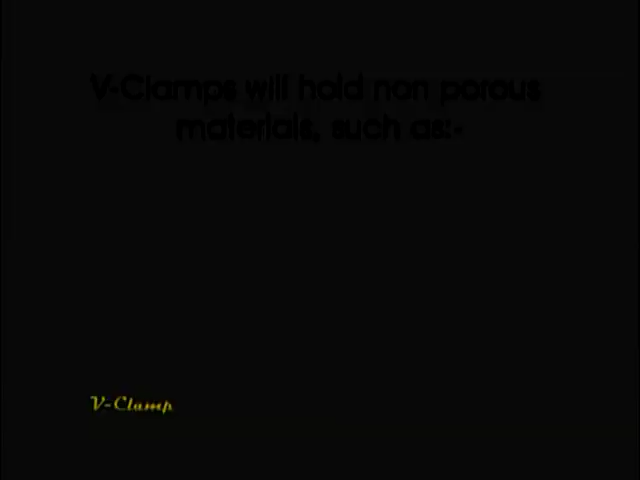 V-Clamps will hold non porous
materials, such as:-
V-Clamp